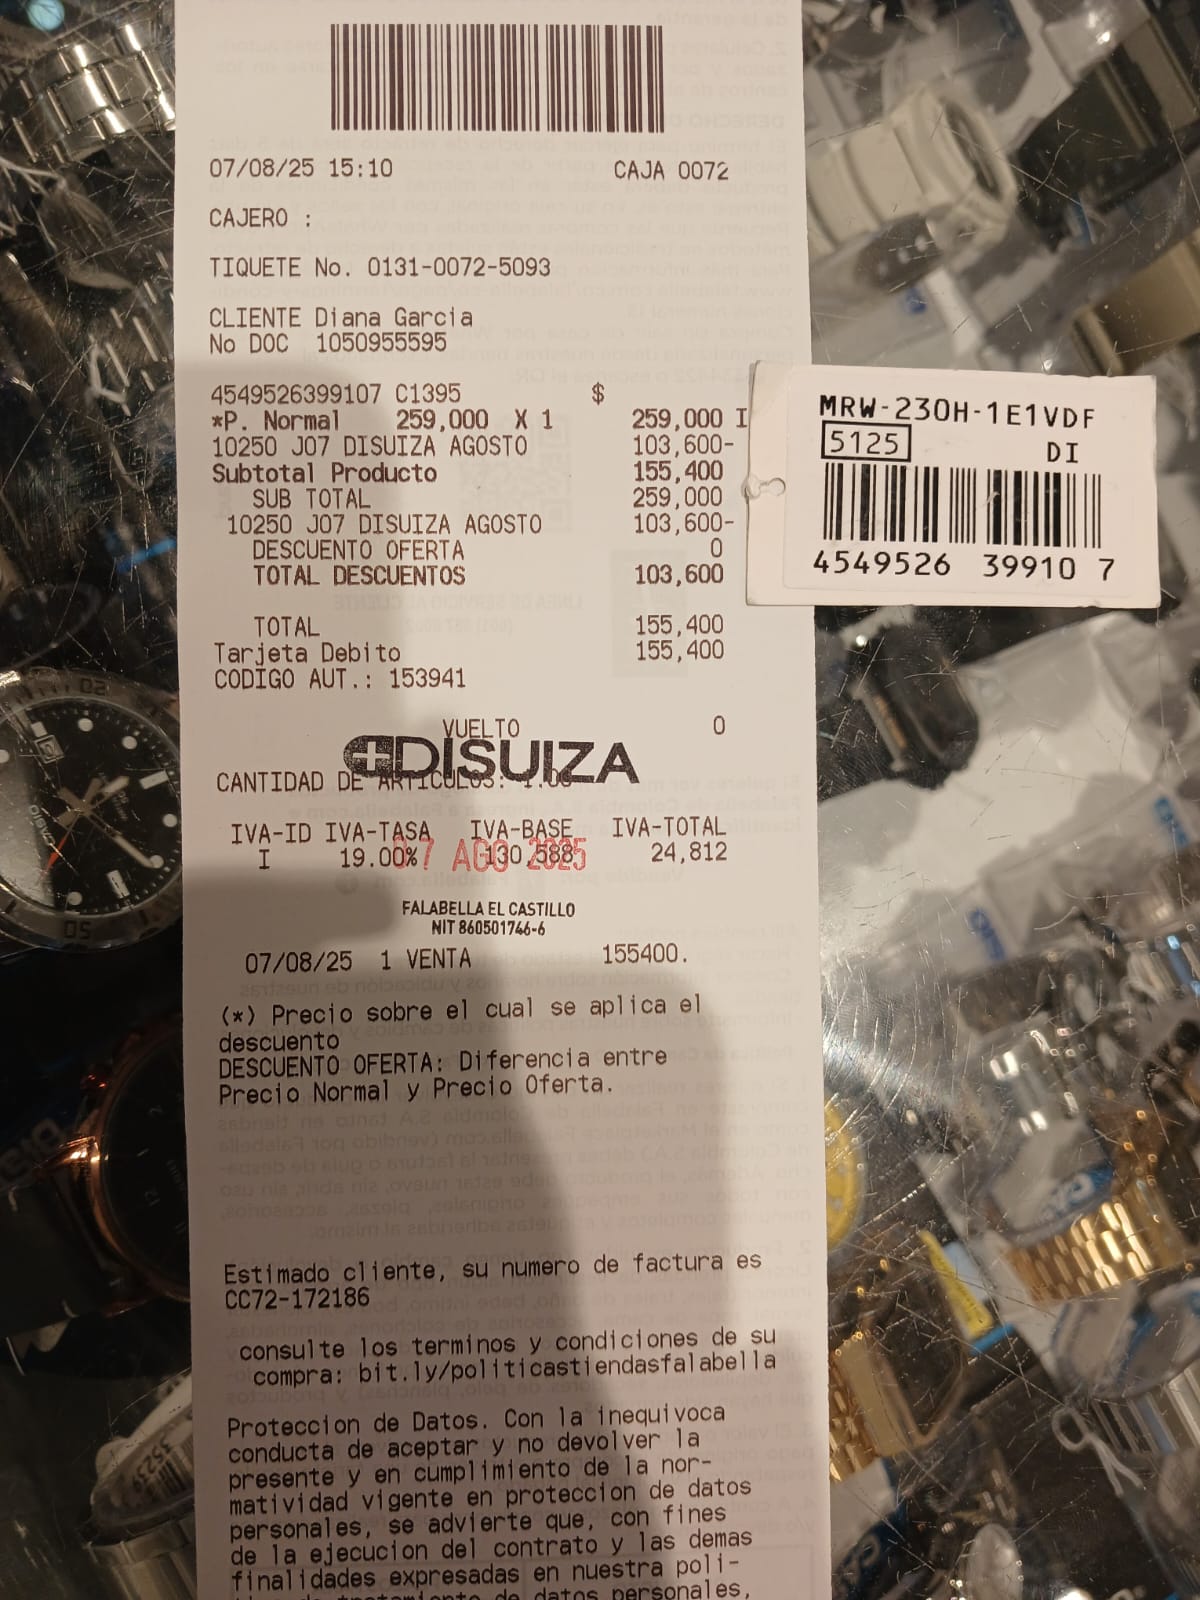 07/08/25 15:10 CAJA 0072
CAJERO :
TIQUETE No. 0131-0072-5093
CLIENTE Diana Garcia
No DOC 1050955595
4549526399107 C1395 $
*P. Normal 259,000 X 1 259,000 I
10250 J07 DISUIZA AGOSTO 103,600-
Subtotal Producto 155,400
SUB TOTAL 259,000
10250 J07 DISUIZA AGOSTO 103,600-
DESCUENTO OFERTA 0
TOTAL DESCUENTOS 103,600
TOTAL 155,400
Tarjeta Debito 155,400
CODIGO AUT.: 153941
VUELTO 0
DISUIZA
CANTIDAD DE ARTICULOS: 1.00
IVA-ID IVA-TASA IVA-BASE IVA-TOTAL
I 19.00% 130,588 24,812
07 AGO 2025
FALABELLA EL CASTILLO
NIT 860501746-6
07/08/25 1 VENTA 155400.
(*) Precio sobre el cual se aplica el
descuento
DESCUENTO OFERTA: Diferencia entre
Precio Normal y Precio Oferta.
Estimado cliente, su numero de factura es
CC72-172186
consulte los terminos y condiciones de su
compra: bit.ly/politicastiendasfalabella
Proteccion de Datos. Con la inequivoca
conducta de aceptar y no devolver la
presente y en cumplimiento de la nor-
matividad vigente en proteccion de datos
personales, se advierte que, con fines
de la ejecucion del contrato y las demas
finalidades expresadas en nuestra poli-
de datos personales,
MRW-230H-1E1VDF
5125 DI
4549526 39910 7